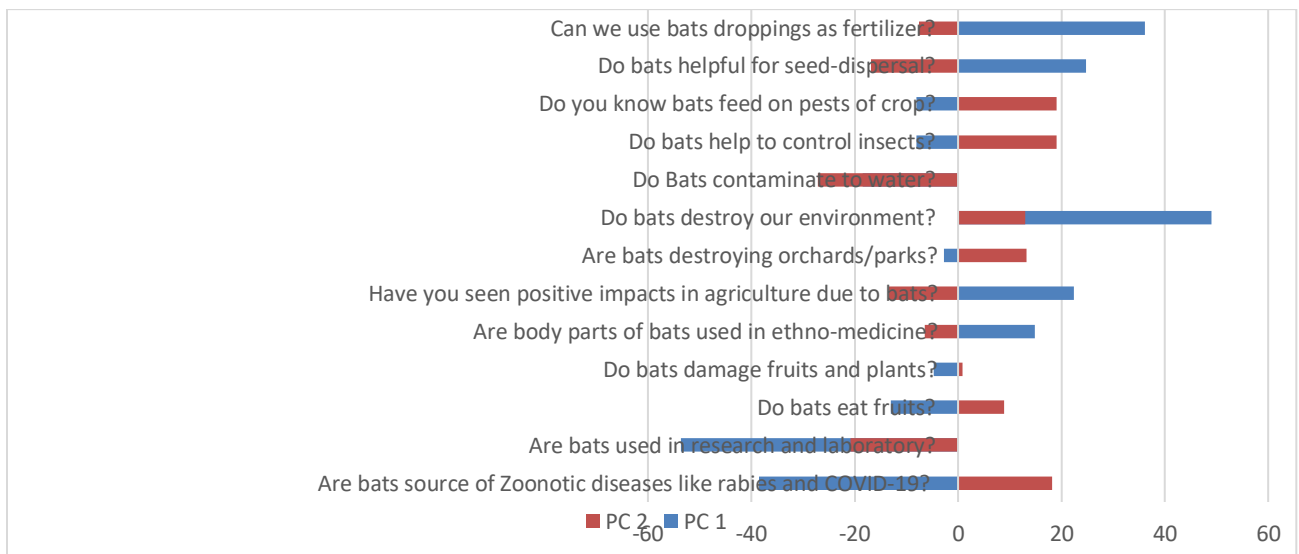 Can we use bats droppings as fertilizer?
Do bats helpful for seed-dispersal?
Do you know bats feed on pests of crop?
Do bats help to control insects?
Do Bats contaminate to water?
Do bats destroy our environment?
Are bats destroying orchards/parks?
Have you seen positive impacts in agriculture due to bats?
Are body parts of bats used in ethno-medicine?
Do bats damage fruits and plants?
Do bats eat fruits?
Are bats used in research and laboratory?
Are bats source of Zoonotic diseases like rabies and COVID-19?
PC 2 PC 1
-60 -40 -20 0 20 40 60